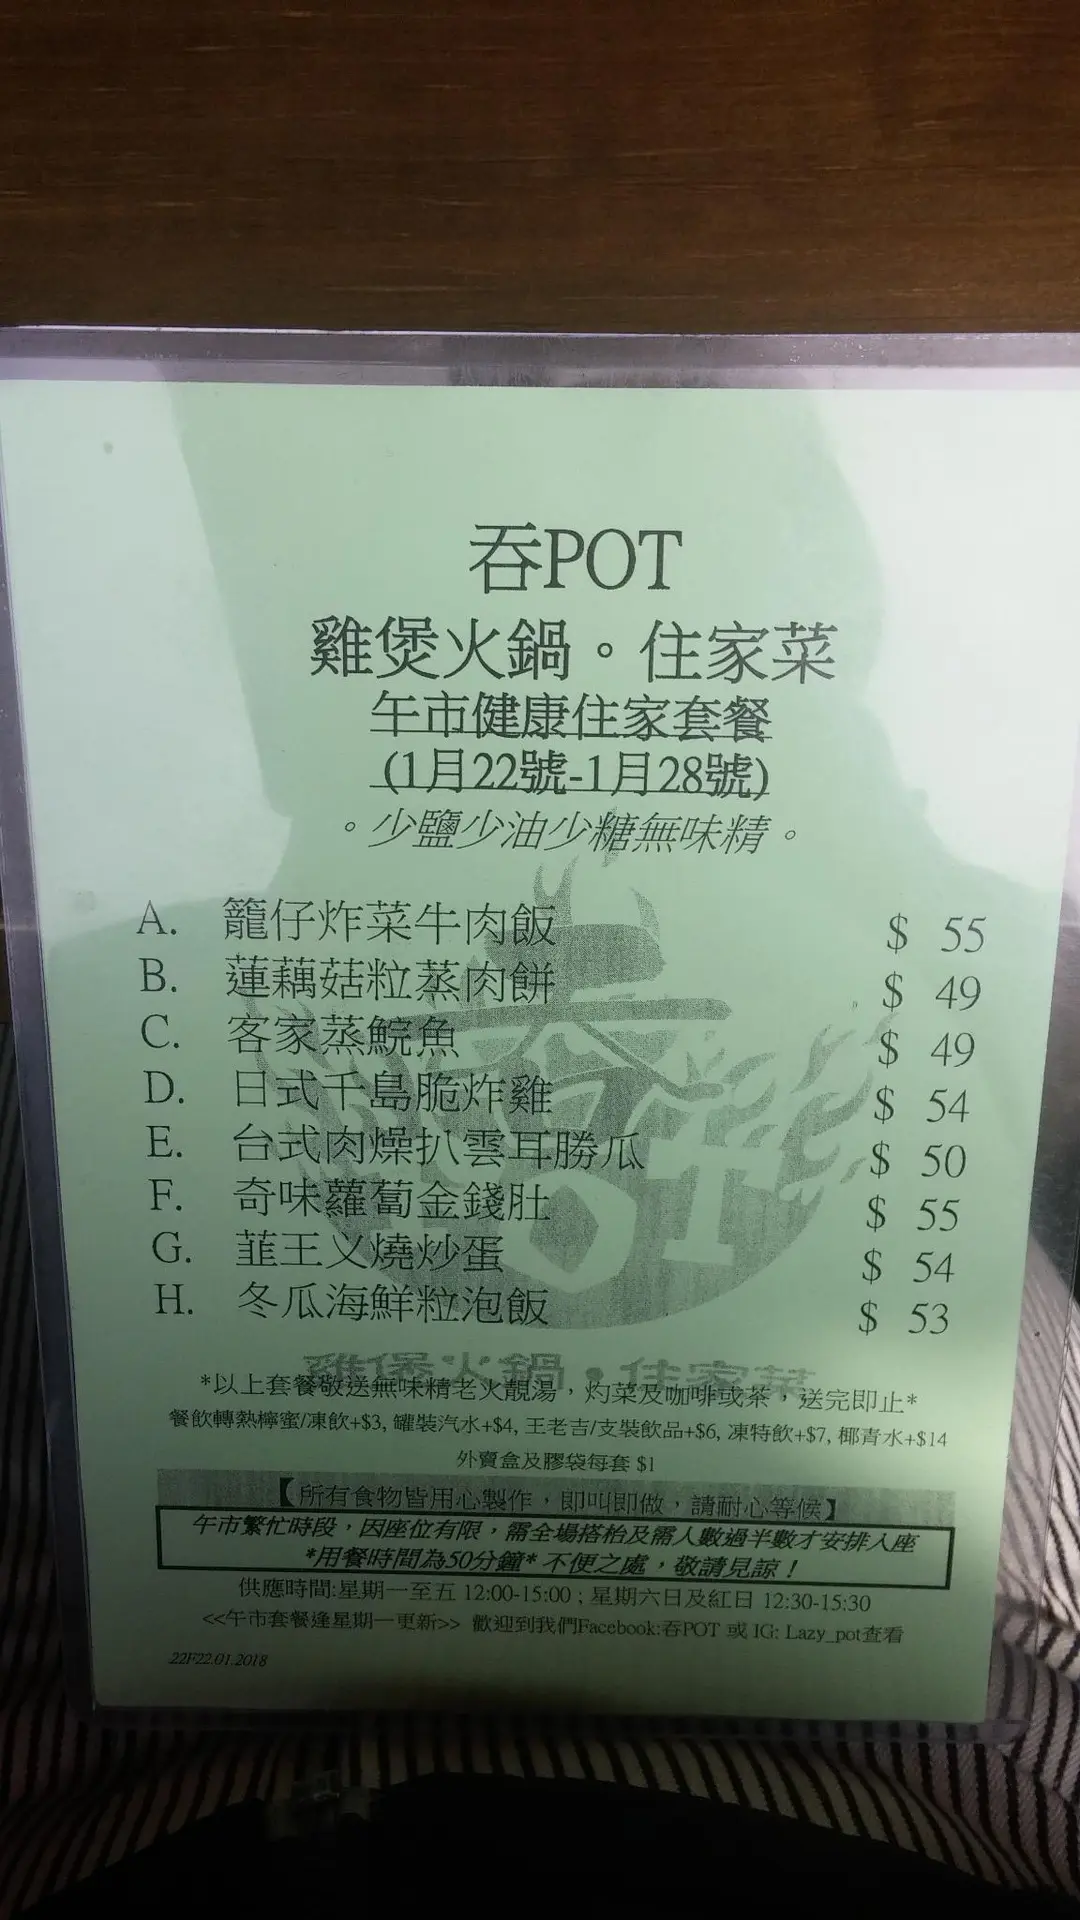 吞POT
雞煲火鍋。住家菜
午市健康住家套餐
(1月22號-1月28號)
。少鹽少油少糖無味精。
A. 籠仔炸菜牛肉飯 $ 55
B. 蓮藕菇粒蒸肉餅 $ 49
C. 客家蒸鯇魚 $ 49
D. 日式千島脆炸雞 $ 54
E. 台式肉燥扒雲耳勝瓜 $ 50
F. 奇味蘿蔔金錢肚 $ 55
G. 韮王义燒炒蛋 $ 54
H. 冬瓜海鮮粒泡飯 $ 53
雞煲火鍋。住家菜
*以上套餐敬送無味精老火靚湯，灼菜及咖啡或茶，送完即止*
餐飲轉熱檸蜜/凍飲+$3, 罐裝汽水+$4, 王老吉/支裝飲品+$6, 凍特飲+$7, 椰青水+$14
外賣盒及膠袋每套 $1
【所有食物皆用心製作，即叫即做，請耐心等候】
午市繁忙時段，因座位有限，需全場搭枱及需人數過半數才安排入座
*用餐時間為50分鐘* 不便之處，敬請見諒！
供應時間:星期一至五 12:00-15:00 ; 星期六日及紅日 12:30-15:30
<<午市套餐逢星期一更新>> 歡迎到我們Facebook:吞POT 或 IG: Lazy_pot查看
22F22.01.2018